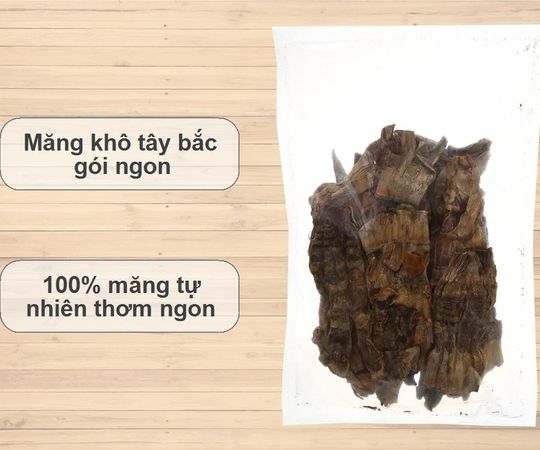 Măng khô tây bắc
gói ngon
100% măng tự
nhiên thơm ngon